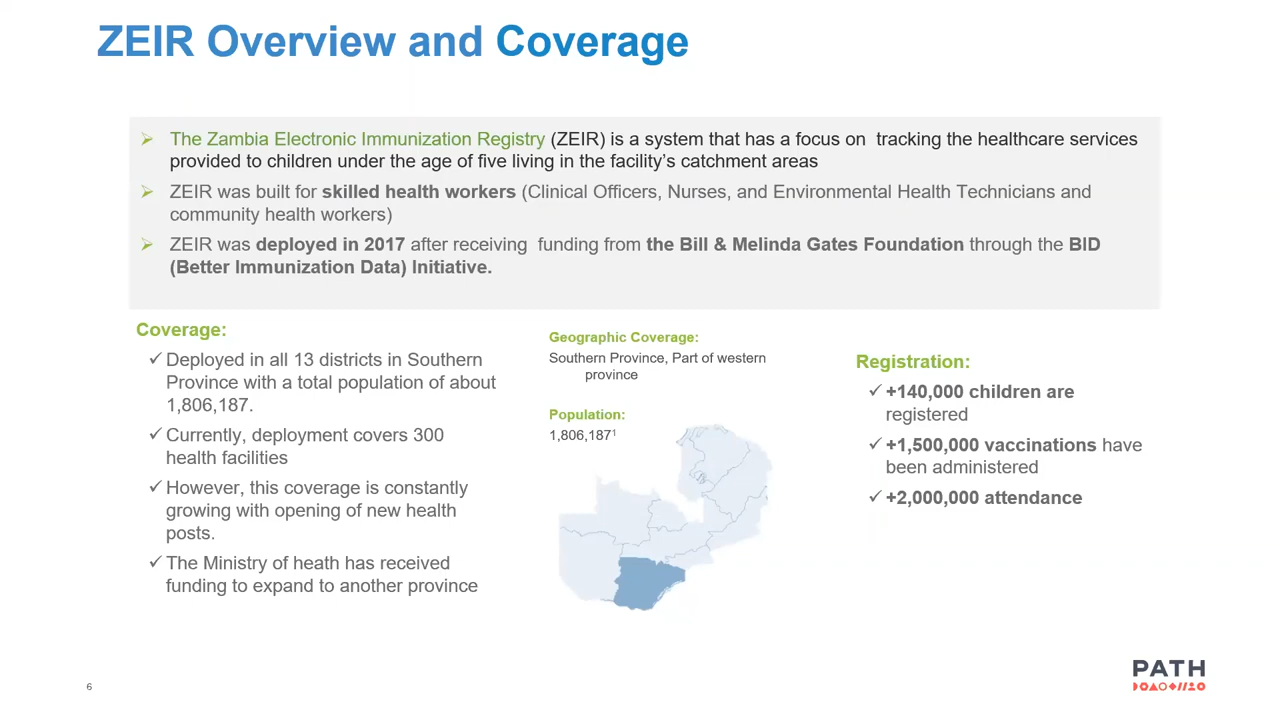 ZEIR Overview and Coverage
The Zambia Electronic Immunization Registry (ZEIR) is a system that has a focus on  tracking the healthcare services
provided to children under the age of five living in the facility’s catchment areas
ZEIR was built for skilled health workers (Clinical Officers, Nurses, and Environmental Health Technicians and
community health workers)
ZEIR was deployed in 2017 after receiving  funding from the Bill & Melinda Gates Foundation through the BID
(Better Immunization Data) Initiative.
Coverage:
Deployed in all 13 districts in Southern
Province with a total population of about
1,806,187.
Currently, deployment covers 300
health facilities
However, this coverage is constantly
growing with opening of new health
posts.
The Ministry of heath has received
funding to expand to another province
Geographic Coverage:
Southern Province, Part of western
province
Population:
1,806,187¹
Registration:
+140,000 children are
registered
+1,500,000 vaccinations have
been administered
+2,000,000 attendance
6
PATH